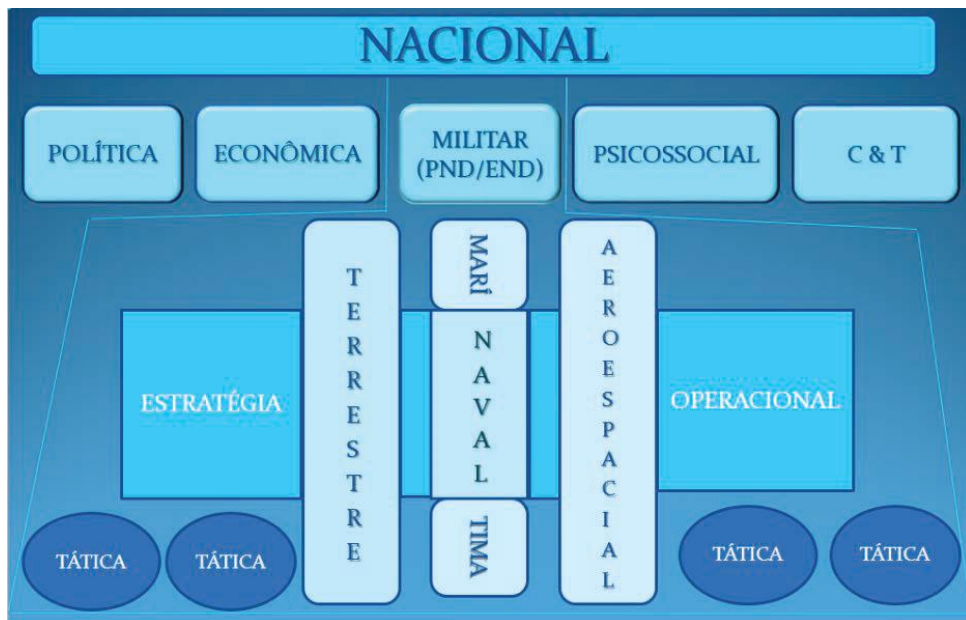 NACIONAL
POLÍTICA
ECONÔMICA
MILITAR
(PND/END)
PSICOSSOCIAL
C & T
TERRESTRE
MARÍ
NAVAL
TIMA
AEROESPACIAL
ESTRATÉGIA
OPERACIONAL
TÁTICA
TÁTICA
TÁTICA
TÁTICA